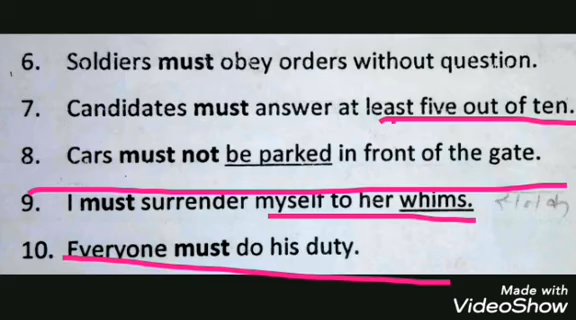 6. Soldiers must obey orders without question.
7. Candidates must answer at least five out of ten.
8. Cars must not be parked in front of the gate.
9. I must surrender myself to her whims.
10. Everyone must do his duty.
Made with
VideoShow